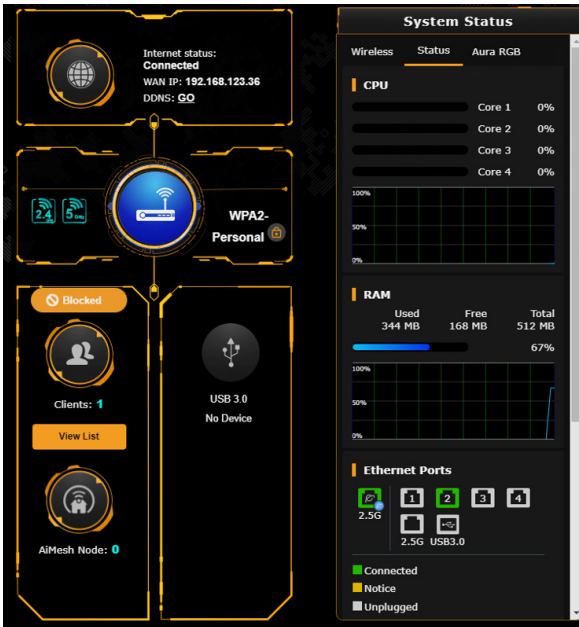 Internet status:
Connected
WAN IP: 192.168.123.36
DDNS: GO
2.4
GHz
5 GHz
WPA2-
Personal
Blocked
Clients: 1
View List
AiMesh Node: 0
USB 3.0
No Device
System Status
Wireless Status Aura RGB
CPU
Core 1 0%
Core 2 0%
Core 3 0%
Core 4 0%
100%
50%
0%
RAM
Used Free Total
344 MB 168 MB 512 MB
67%
100%
50%
0%
Ethernet Ports
1 2 3 4
2.5G
2.5G USB3.0
Connected
Notice
Unplugged